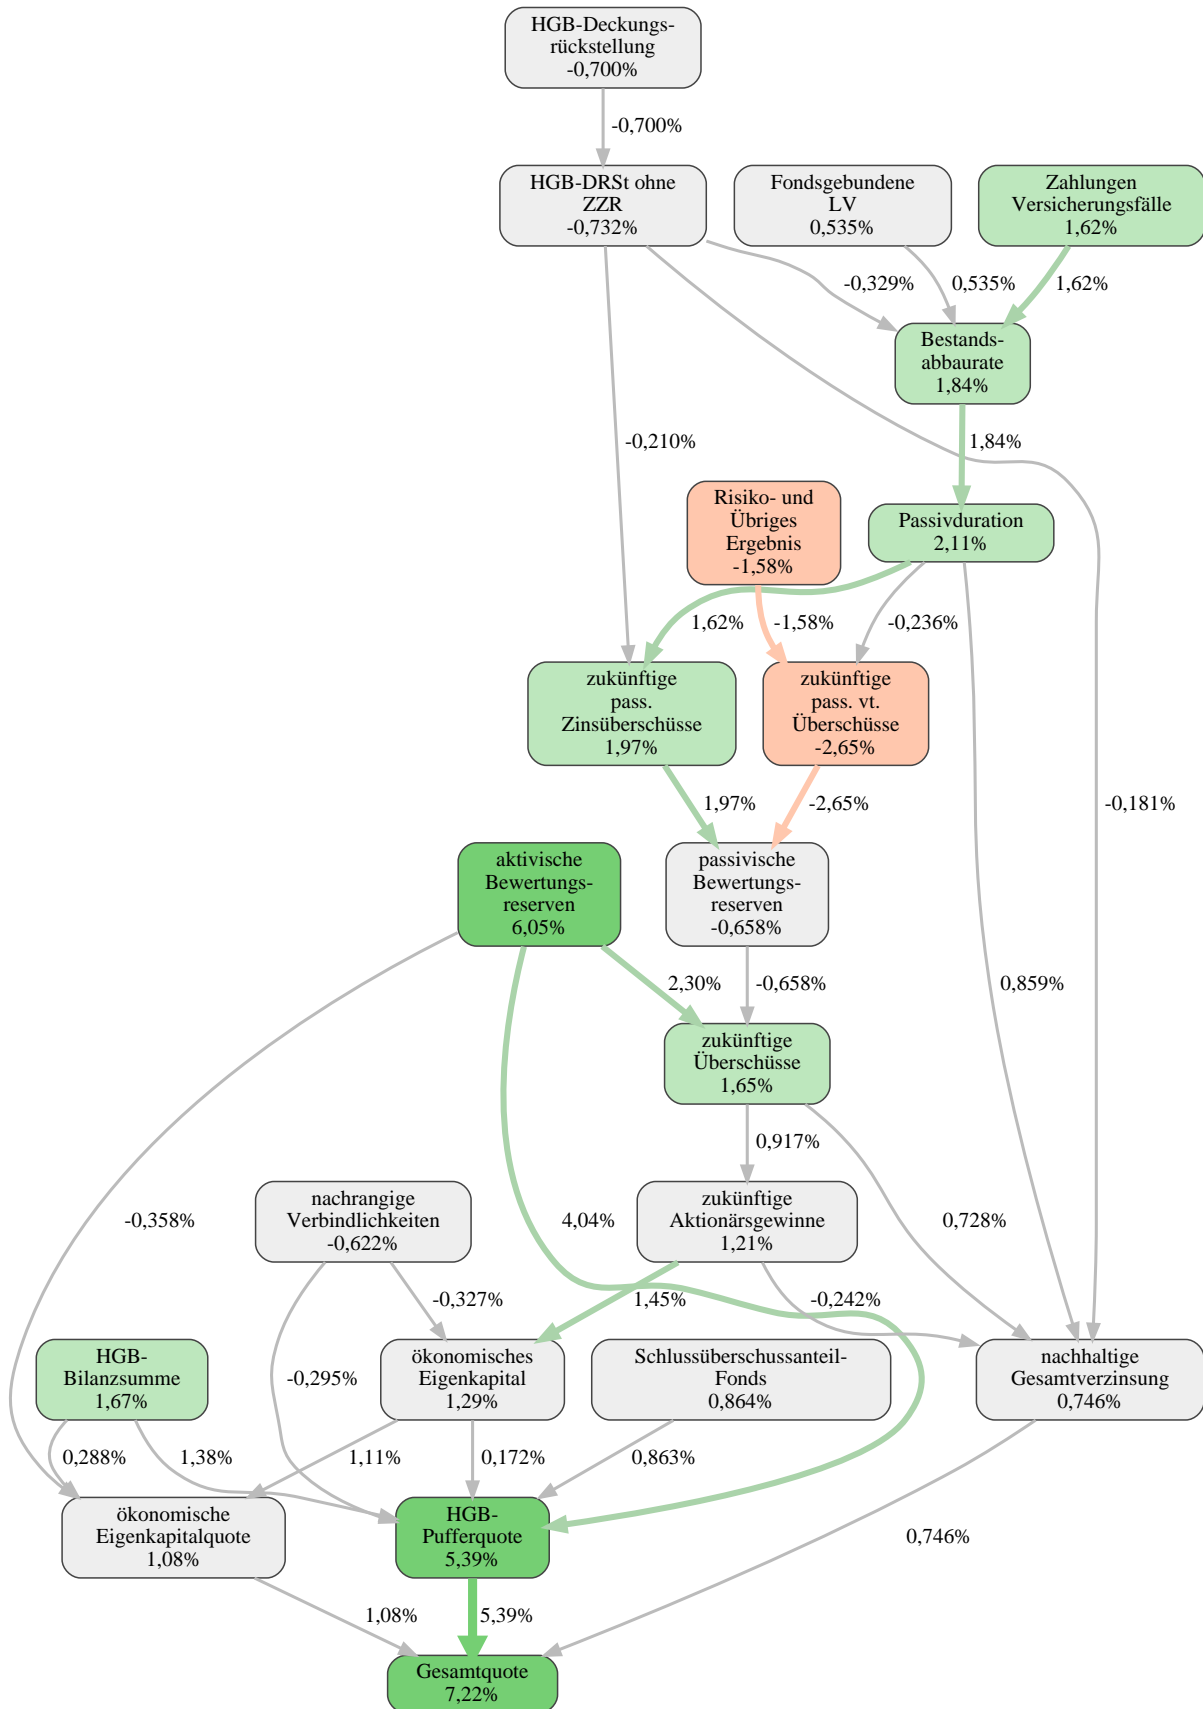 HGB-Deckungs-
rückstellung
-0,700%
-0,700%
HGB-DRSt ohne
ZZR
-0,732%
Fondsgebundene
LV
0,535%
Zahlungen
Versicherungsfälle
1,62%
-0,329%
0,535%
1,62%
Bestands-
abbaurate
1,84%
-0,210%
1,84%
Risiko- und
Übriges
Ergebnis
-1,58%
Passivduration
2,11%
1,62%
-1,58%
-0,236%
zukünftige
pass.
Zinsüberschüsse
1,97%
zukünftige
pass. vt.
Überschüsse
-2,65%
1,97%
-2,65%
-0,181%
aktivische
Bewertungs-
reserven
6,05%
passivische
Bewertungs-
reserven
-0,658%
2,30%
-0,658%
0,859%
zukünftige
Überschüsse
1,65%
0,917%
nachrangige
Verbindlichkeiten
-0,622%
zukünftige
Aktionärsgewinne
1,21%
-0,358%
4,04%
0,728%
-0,327%
1,45%
-0,242%
HGB-
Bilanzsumme
1,67%
-0,295%
ökonomisches
Eigenkapital
1,29%
Schlussüberschussanteil-
Fonds
0,864%
nachhaltige
Gesamtverzinsung
0,746%
0,288%
1,38%
1,11%
0,172%
0,863%
ökonomische
Eigenkapitalquote
1,08%
HGB-
Pufferquote
5,39%
0,746%
1,08%
5,39%
Gesamtquote
7,22%